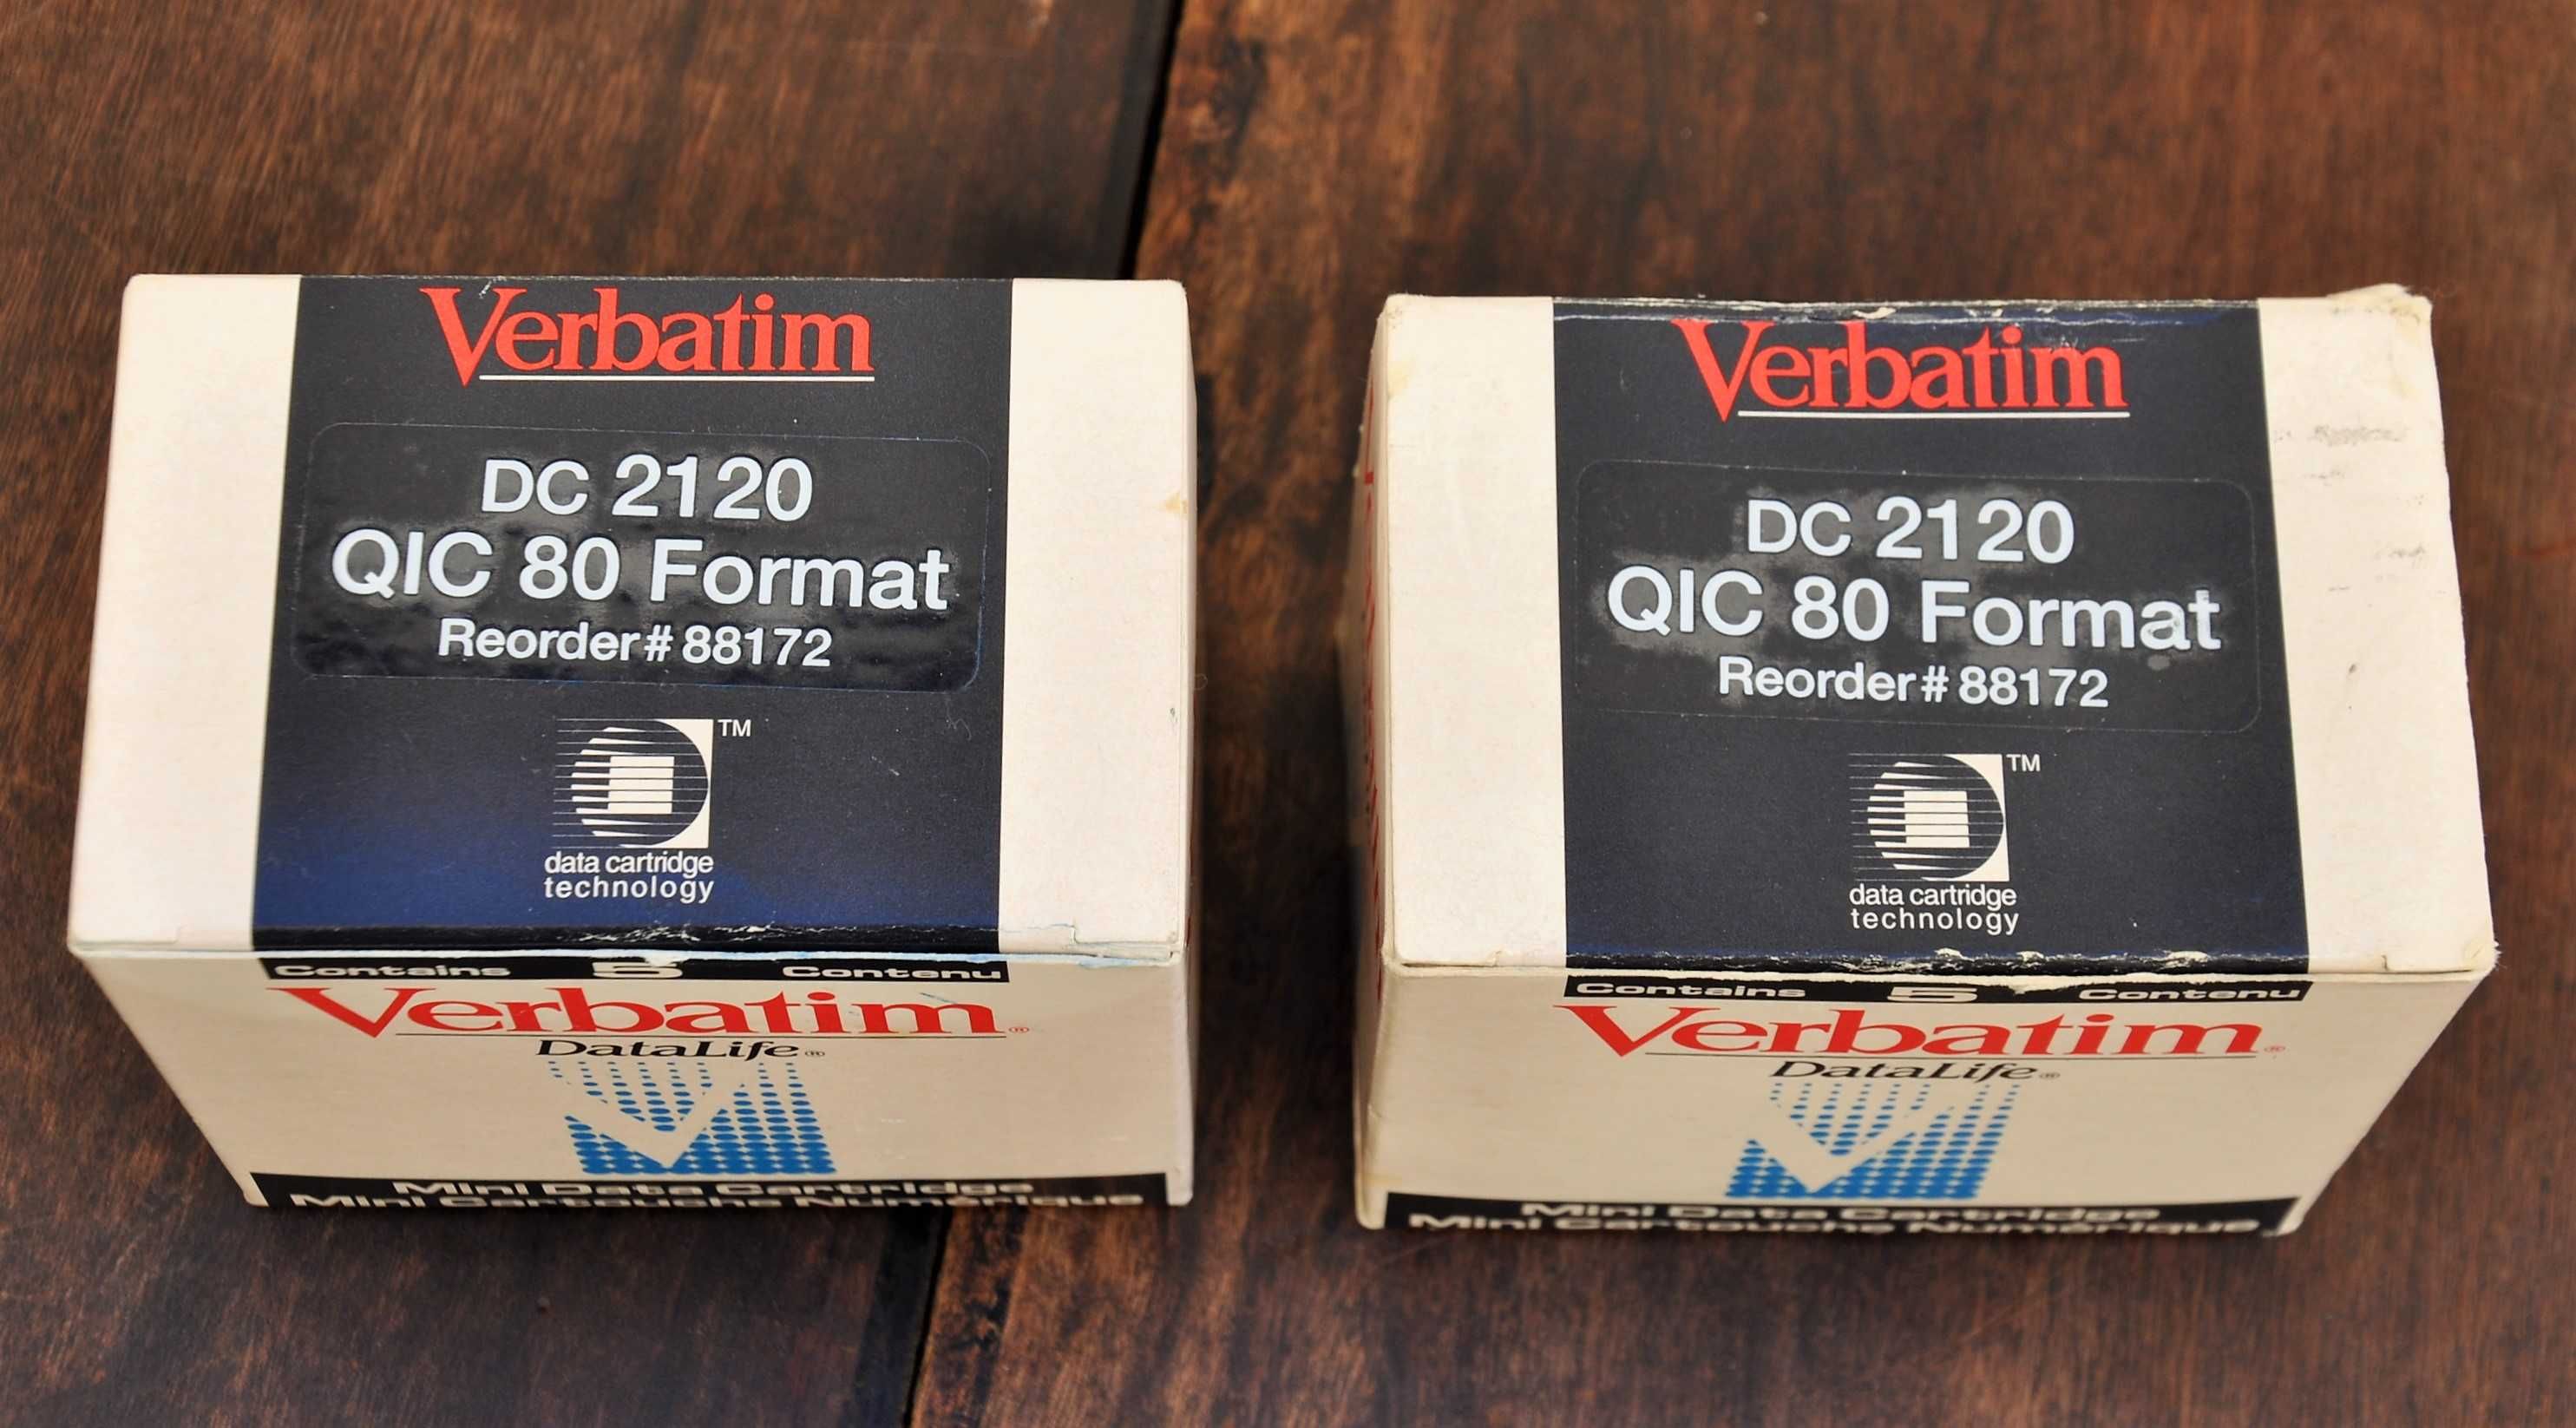 Verbatim
DC 2120
QIC 80 Format
Reorder # 88172
TM
data cartridge
technology
Contains 5 Contenu
Verbatim®
DataLife®
Mini Data Cartridge
Mini Cartouche Numérique
Verbatim
DC 2120
QIC 80 Format
Reorder # 88172
TM
data cartridge
technology
Contains 5 Contenu
Verbatim®
DataLife®
Mini Data Cartridge
Mini Cartouche Numérique